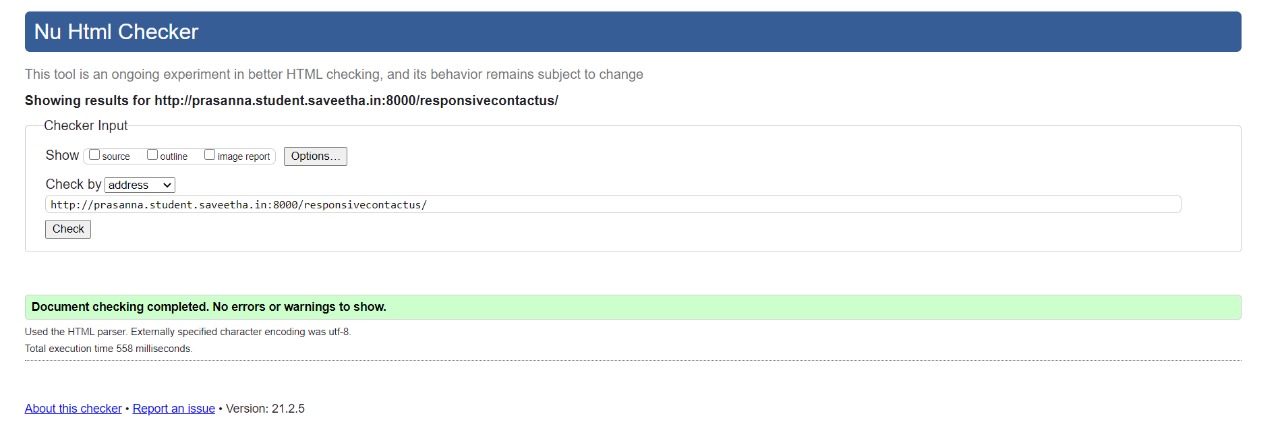 Nu Html Checker
This tool is an ongoing experiment in better HTML checking, and its behavior remains subject to change
Showing results for http://prasanna.student.saveetha.in:8000/responsivecontactus/
Checker Input
Show source outline image report Options...
Check by address
http://prasanna.student.saveetha.in:8000/responsivecontactus/
Check
Document checking completed. No errors or warnings to show.
Used the HTML parser. Externally specified character encoding was utf-8.
Total execution time 558 milliseconds.
About this checker • Report an issue • Version: 21.2.5